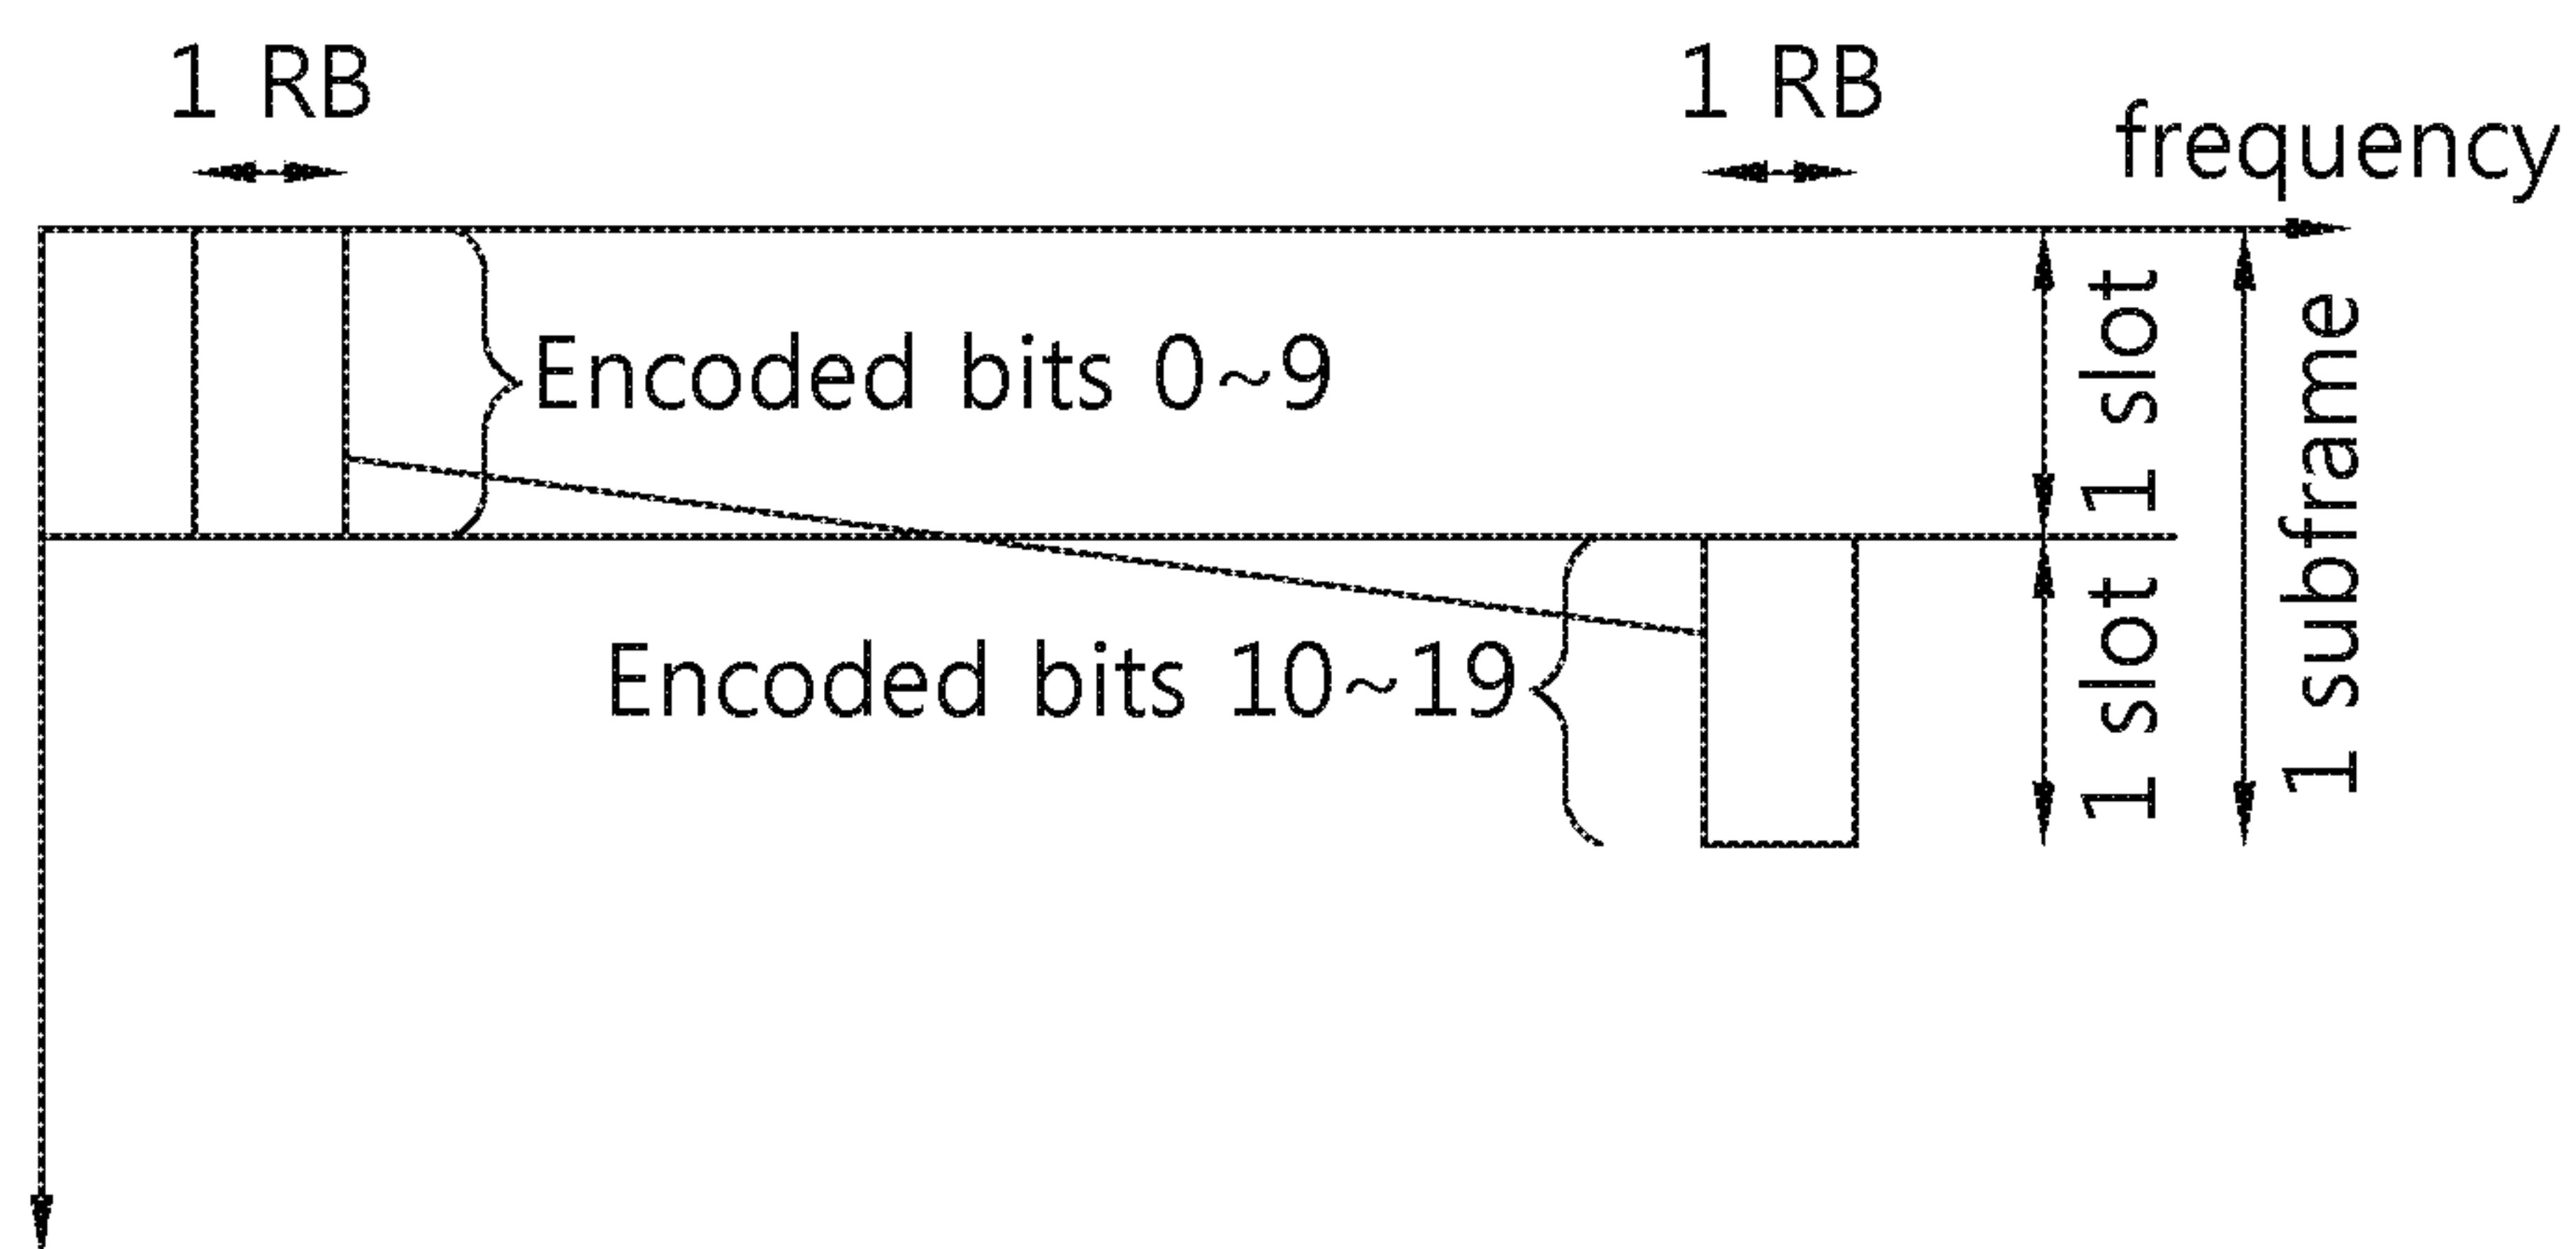 1 RB
1 RB
frequency
Encoded bits 0~9
1 slot
Encoded bits 10~19
1 slot
1 subframe